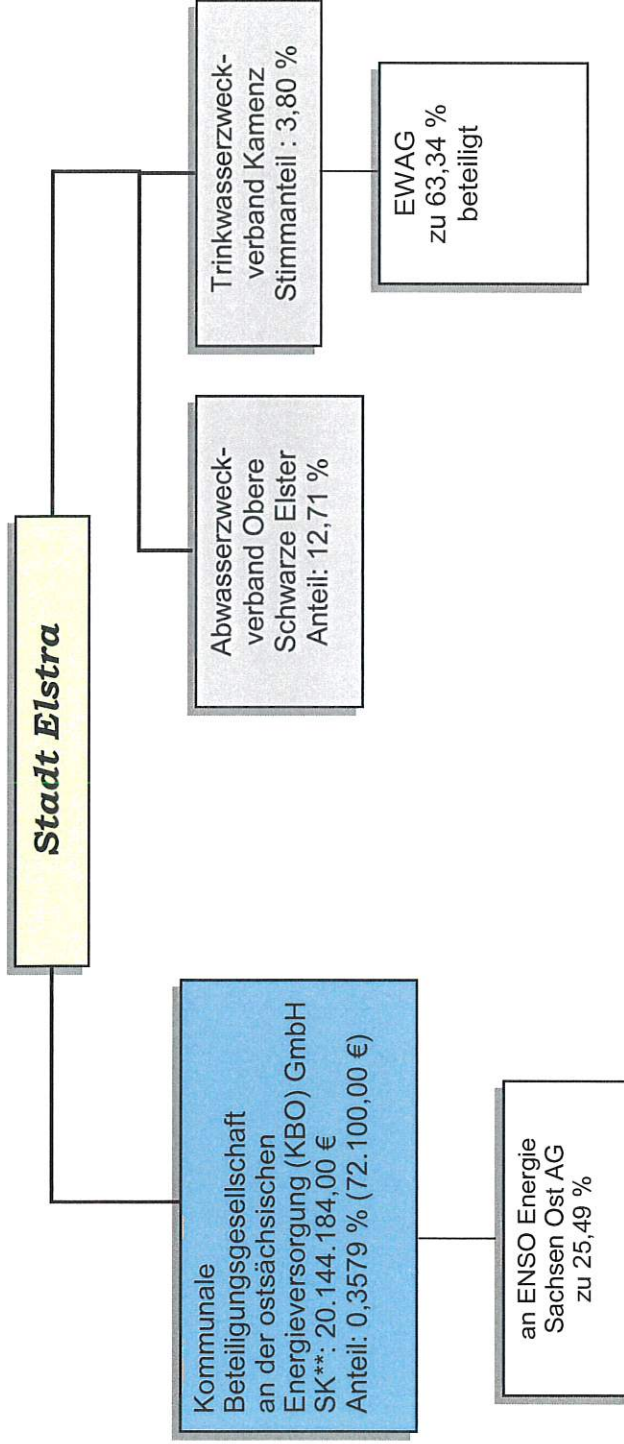 Stadt Elstra
Kommunale
Beteiligungsgesellschaft
an der ostsächsischen
Energieversorgung (KBO) GmbH
SK**: 20.144.184,00 €
Anteil: 0,3579 % (72.100,00 €)
an ENSO Energie
Sachsen Ost AG
zu 25,49 %
Abwasserzweck-
verband Obere
Schwarze Elster
Anteil: 12,71 %
Trinkwasserzweck-
verband Kamenz
Stimmanteil : 3,80 %
EWAG
zu 63,34 %
beteiligt